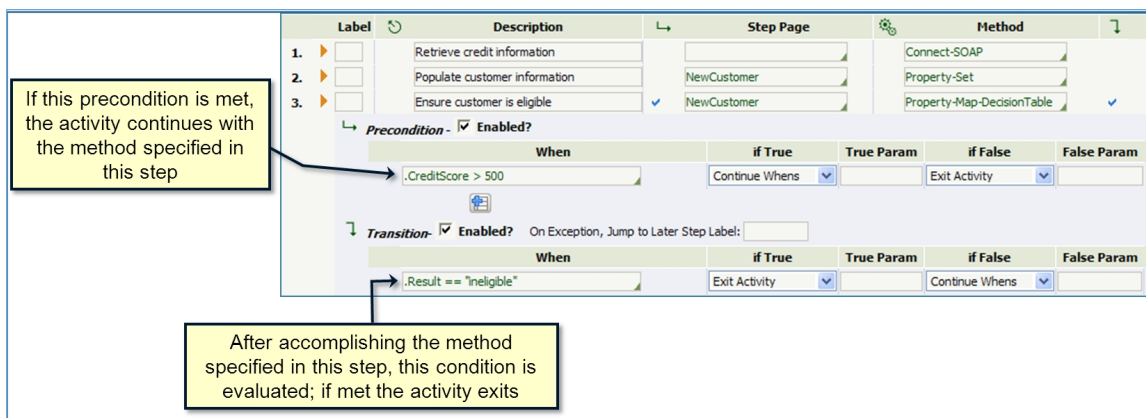 Label Description Step Page Method
1. Retrieve credit information Connect-SOAP
2. Populate customer information NewCustomer Property-Set
3. Ensure customer is eligible NewCustomer Property-Map-DecisionTable
If this precondition is met,
the activity continues with
the method specified in
this step
Precondition - Enabled?
When if True True Param if False False Param
.CreditScore > 500 Continue Whens Exit Activity
Transition- Enabled? On Exception, Jump to Later Step Label:
When if True True Param if False False Param
.Result == "ineligible" Exit Activity Continue Whens
After accomplishing the method
specified in this step, this condition is
evaluated; if met the activity exits